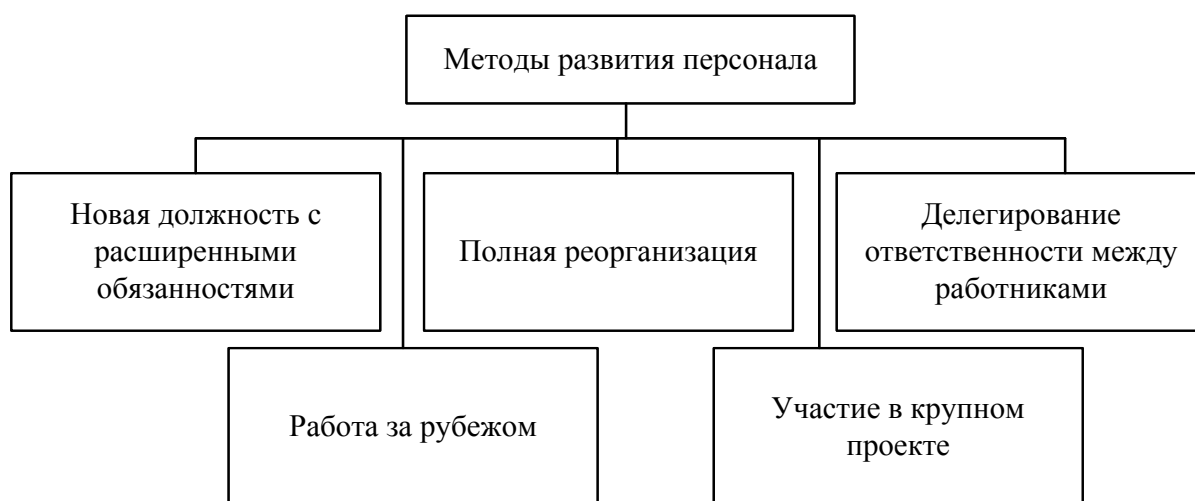 Методы развития персонала
Новая должность с
расширенными
обязанностями
Полная реорганизация
Делегирование
ответственности между
работниками
Работа за рубежом
Участие в крупном
проекте